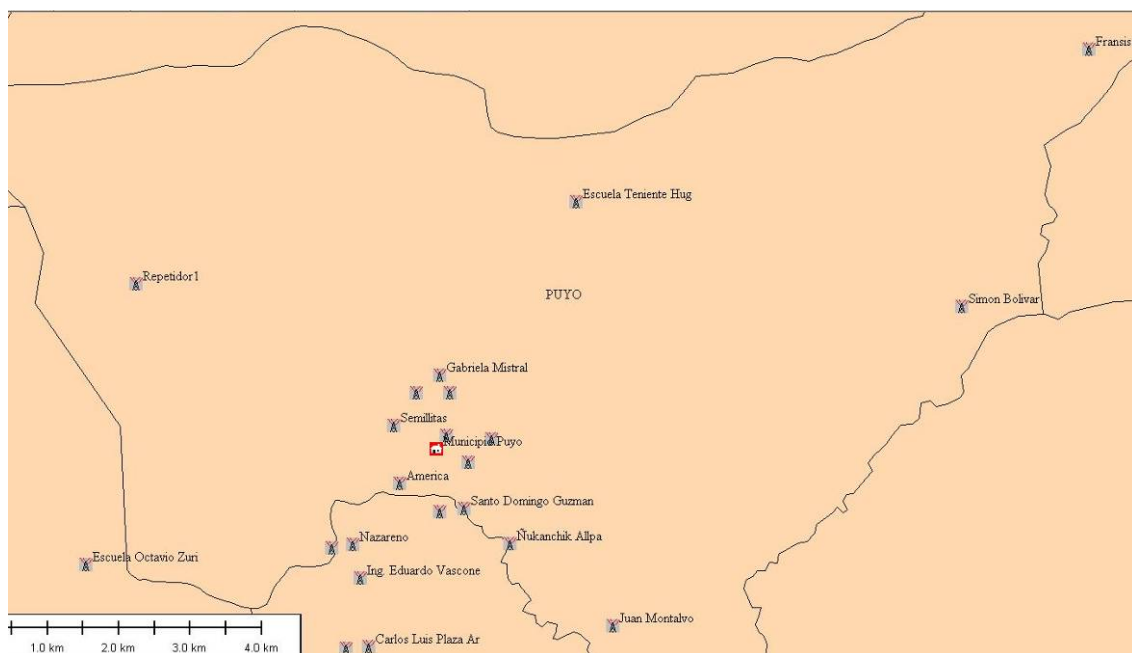 Fransis
Escuela Teniente Hug
Repetidor1
PUYO
Simon Bolivar
Gabriela Mistral
Semillitas
Municipio Puyo
America
Santo Domingo Guzman
Nazareno
Ñukanchik Allpa
Escuela Octavio Zuri
Ing. Eduardo Vascone
Juan Montalvo
Carlos Luis Plaza Ar
1.0 km 2.0 km 3.0 km 4.0 km